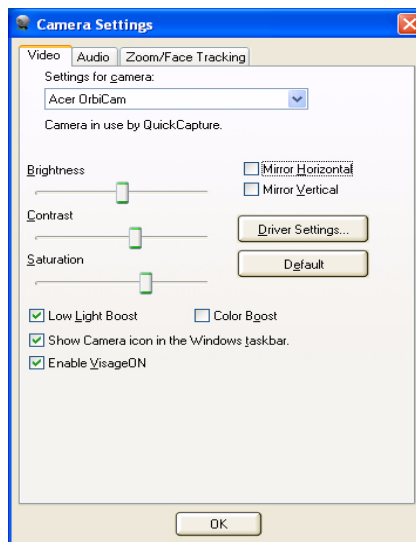 Camera Settings
Video Audio Zoom/Face Tracking
Settings for camera:
Acer OrbiCam
Camera in use by QuickCapture.
Brightness
Mirror Horizontal
Mirror Vertical
Contrast
Driver Settings...
Saturation
Default
Low Light Boost Color Boost
Show Camera icon in the Windows taskbar.
Enable VisageON
OK